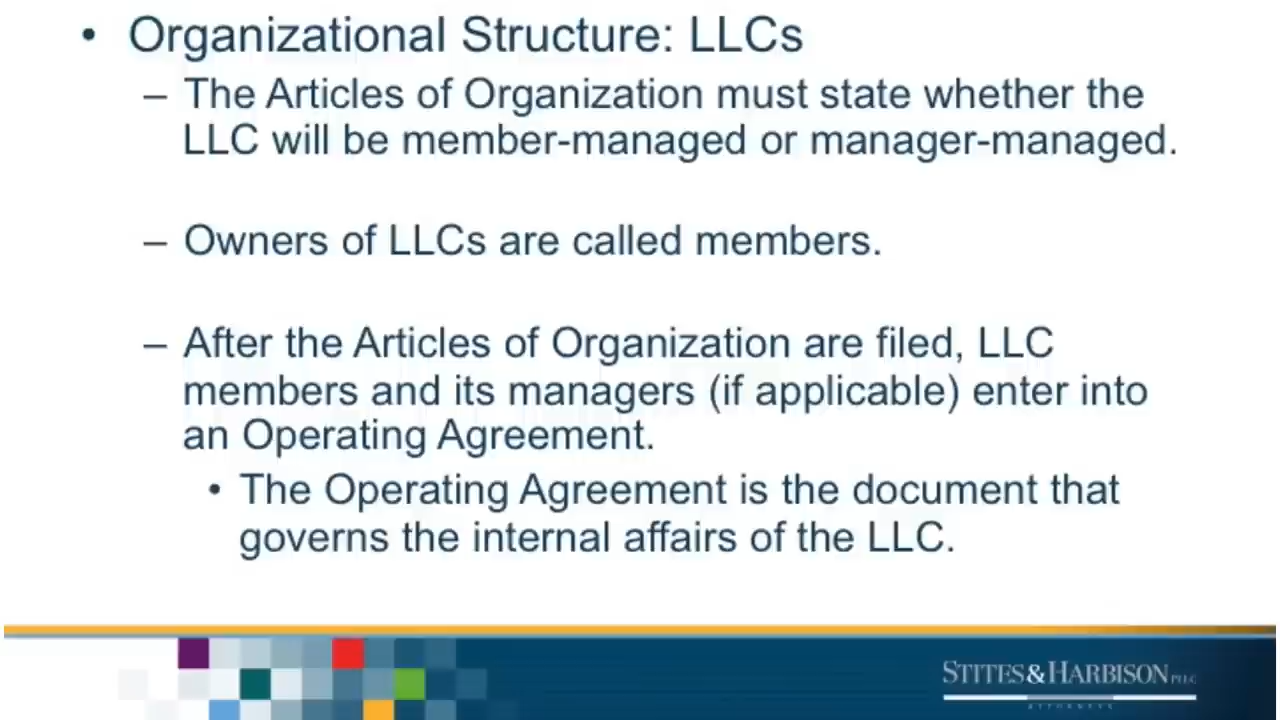 • Organizational Structure: LLCs
– The Articles of Organization must state whether the
LLC will be member-managed or manager-managed.
– Owners of LLCs are called members.
– After the Articles of Organization are filed, LLC
members and its managers (if applicable) enter into
an Operating Agreement.
• The Operating Agreement is the document that
governs the internal affairs of the LLC.
STITES&HARBISON PLLC
ATTORNEYS